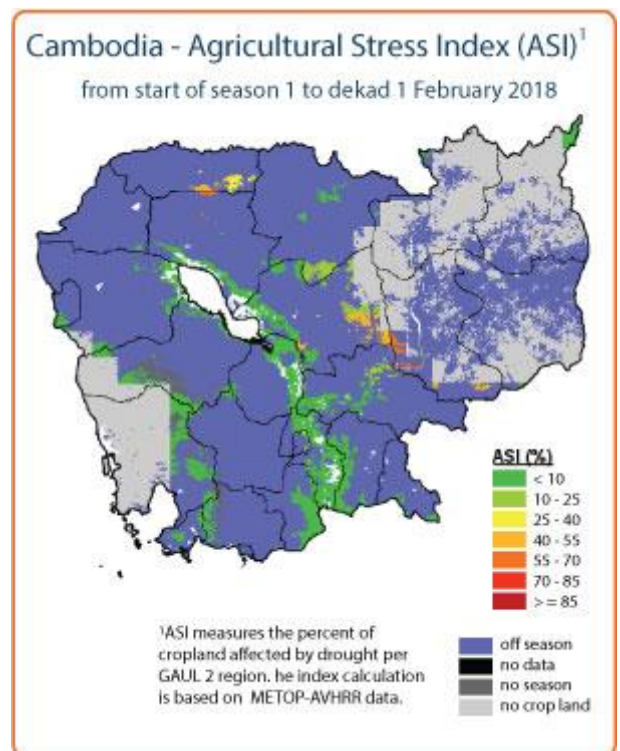 Cambodia - Agricultural Stress Index (ASI)¹
from start of season 1 to dekad 1 February 2018
ASI (%)
< 10
10 - 25
25 - 40
40 - 55
55 - 70
70 - 85
> = 85
¹ASI measures the percent of
cropland affected by drought per
GAUL 2 region. he index calculation
is based on METOP-AVHRR data.
off season
no data
no season
no crop land